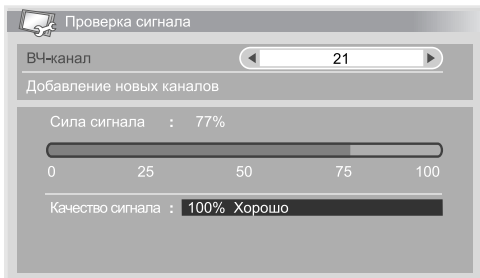 Проверка сигнала
ВЧ-канал 21
Добавление новых каналов
Сила сигнала : 77%
0 25 50 75 100
Качество сигнала : 100% Хорошо